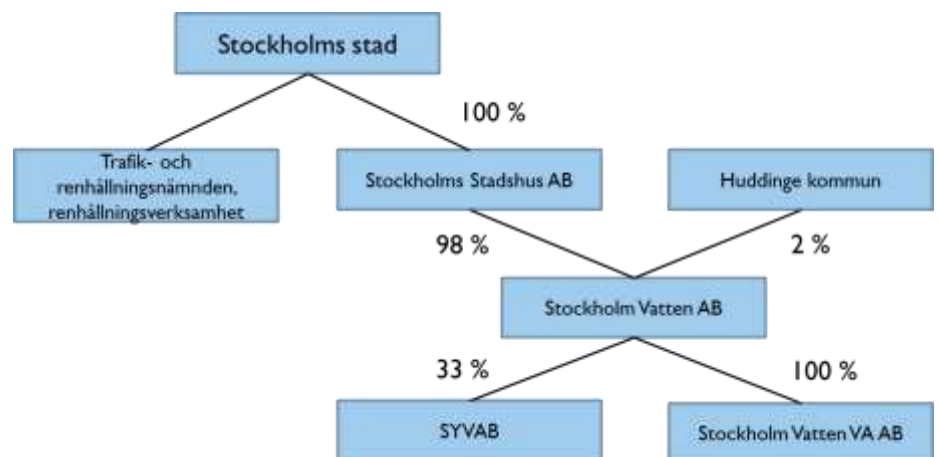 Stockholms stad
100 %
Trafik- och
renhållningsnämnden,
renhållningsverksamhet
Stockholms Stadshus AB
Huddinge kommun
98 %
2 %
Stockholm Vatten AB
33 %
100 %
SYVAB
Stockholm Vatten VA AB